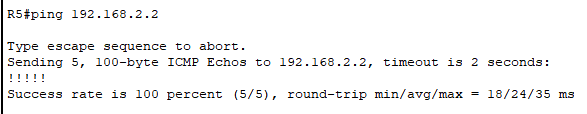 R5#ping 192.168.2.2
Type escape sequence to abort.
Sending 5, 100-byte ICMP Echos to 192.168.2.2, timeout is 2 seconds:
!!!!!
Success rate is 100 percent (5/5), round-trip min/avg/max = 18/24/35 ms